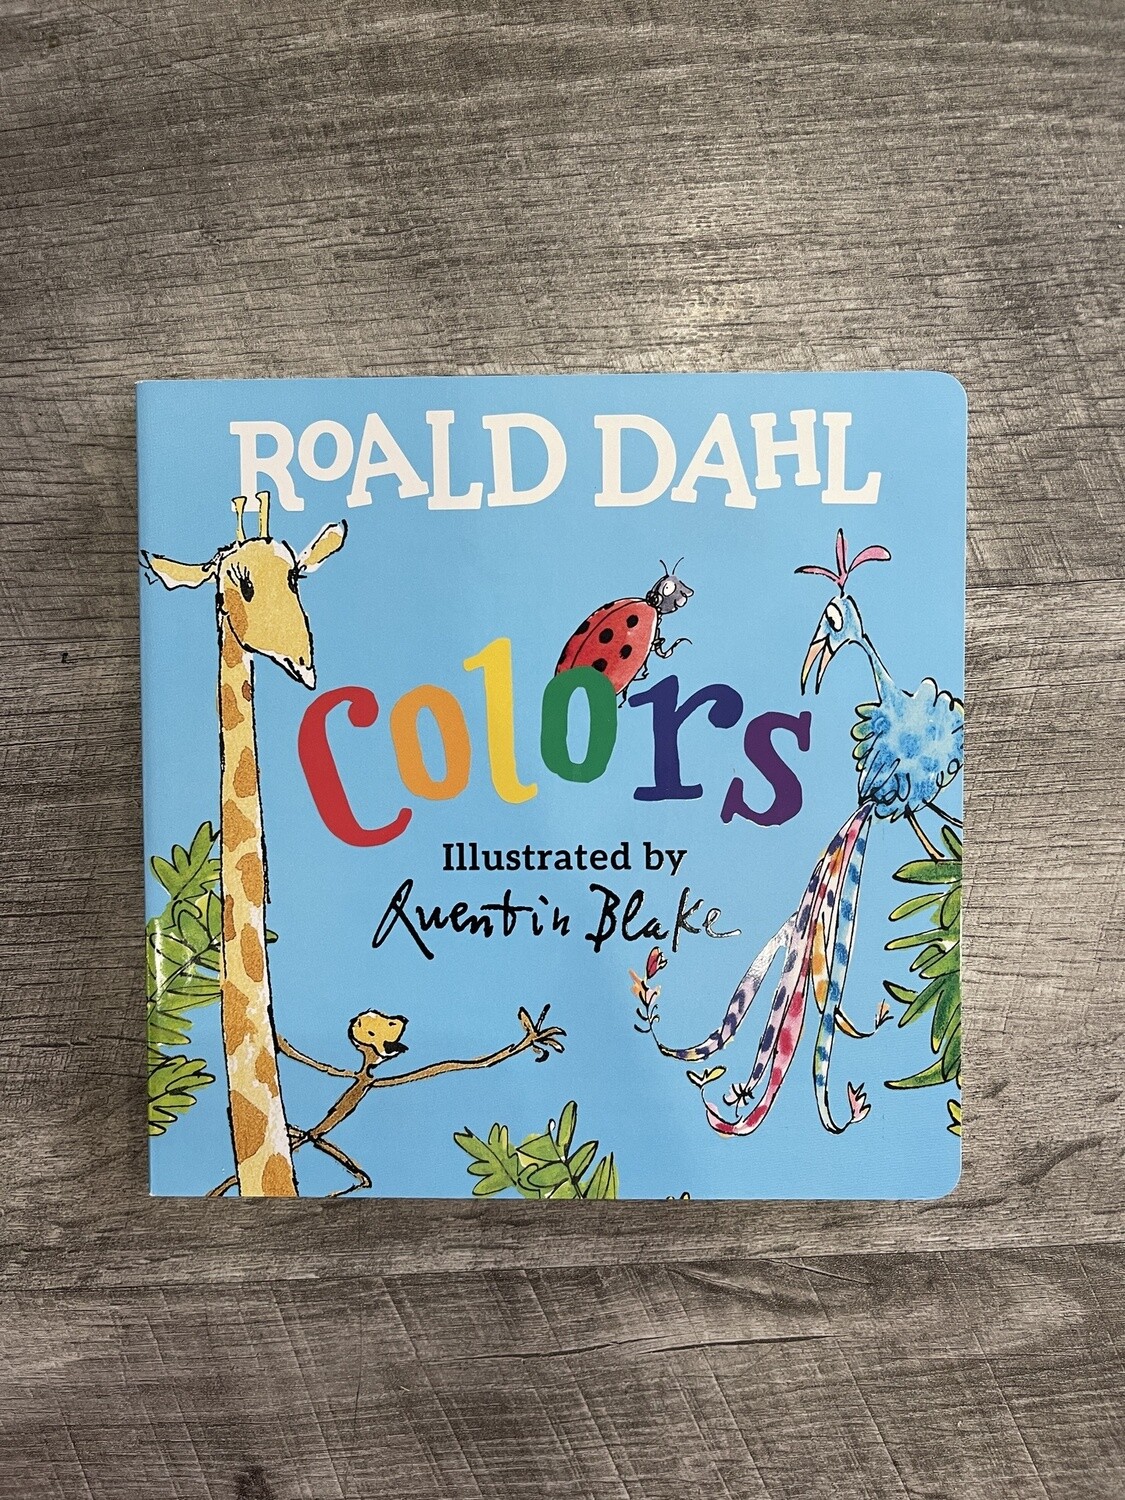 ROALD DAHL
Colors
Illustrated by
Quentin Blake